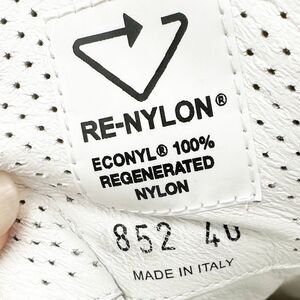 RE-NYLON®
ECONYL® 100%
REGENERATED
NYLON
852 40
MADE IN ITALY